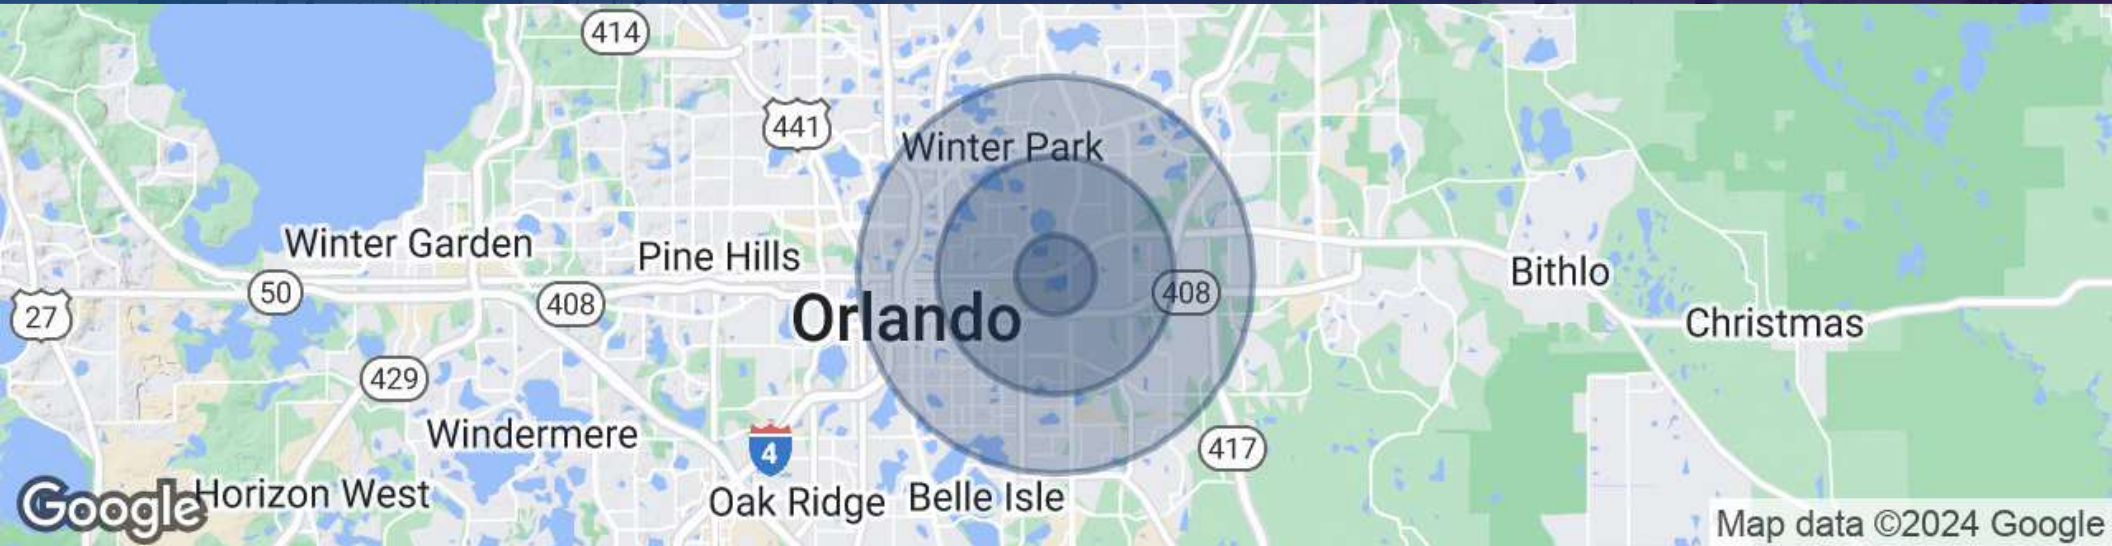 414
441
Winter Park
Winter Garden
Pine Hills
Bithlo
50
408
408
27
Orlando
Christmas
429
Windermere
4
417
Horizon West
Oak Ridge
Belle Isle
Google
Map data ©2024 Google